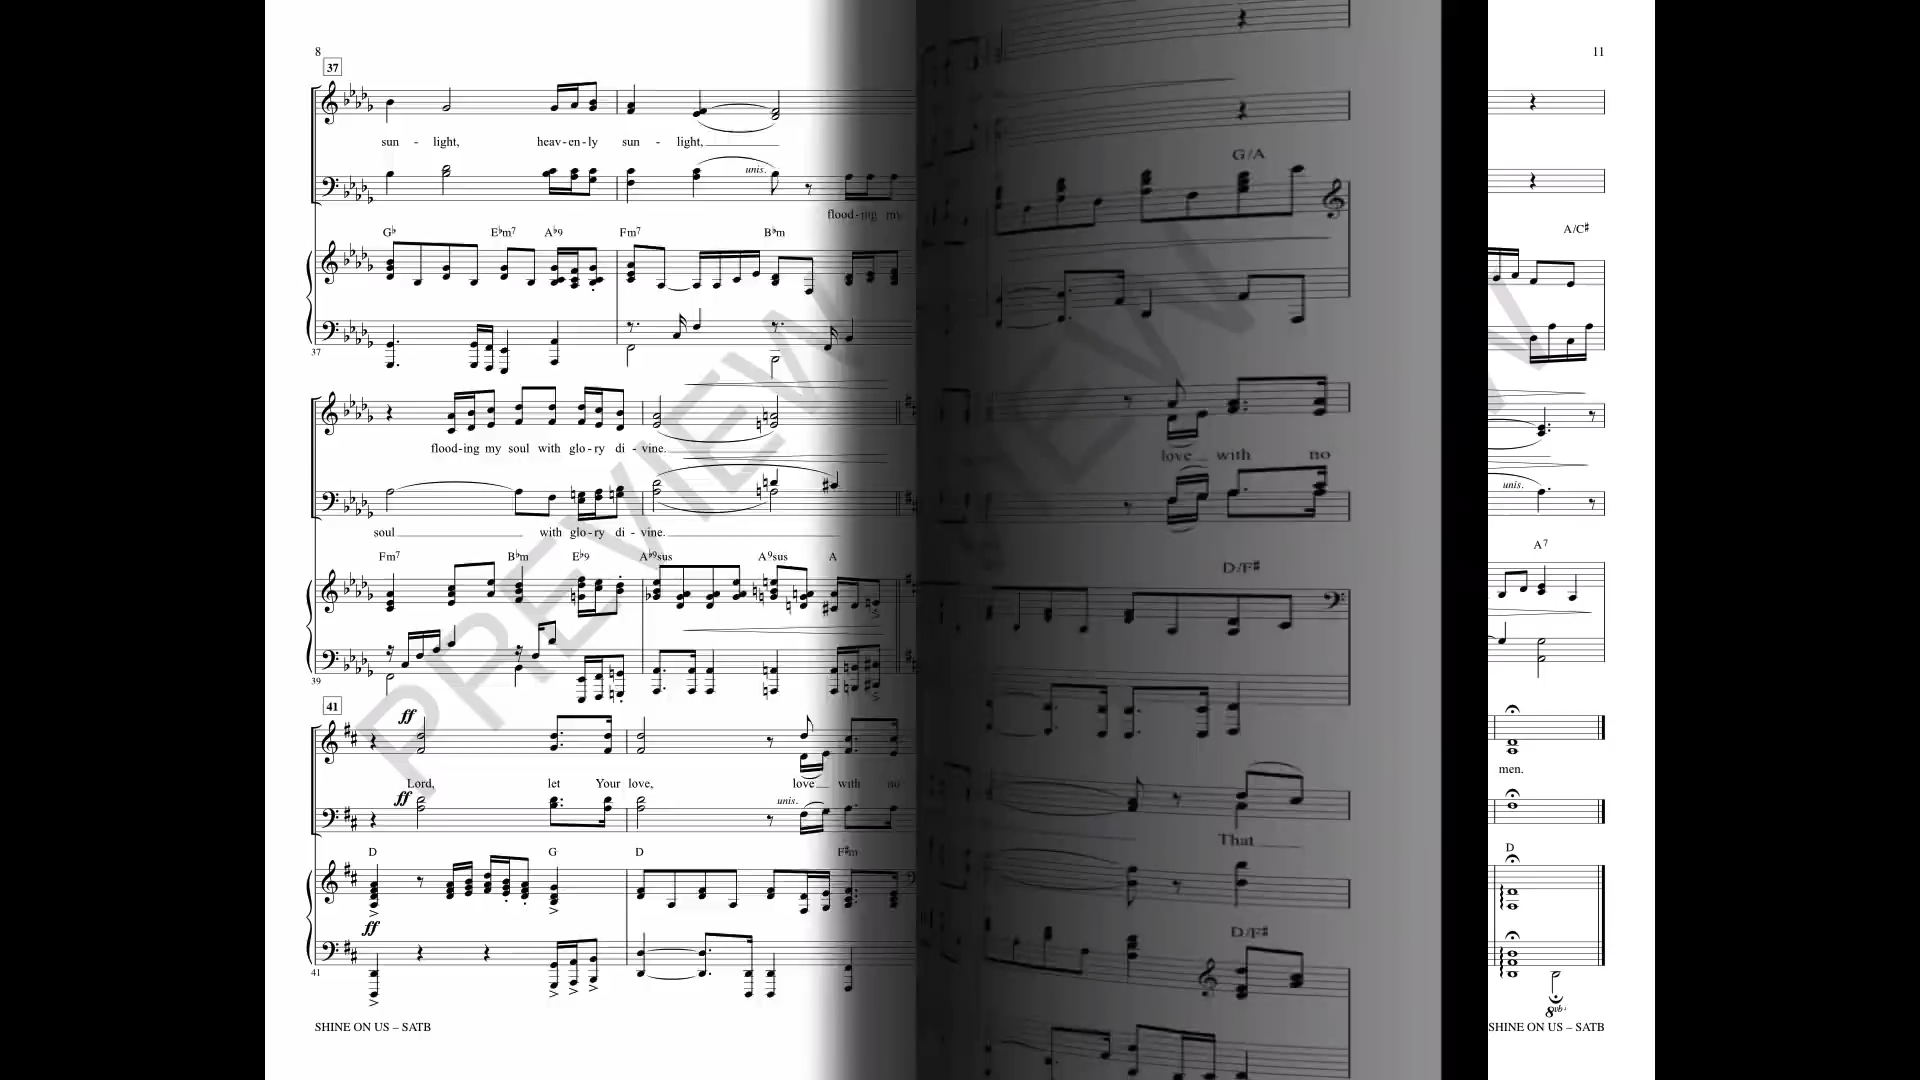 8
37
sun - light, heav - en - ly sun - light,
unis.
flood - ing my
G♭ E♭m7 A♭9 Fm7 B♭m
37
flood - ing my soul with glo - ry di - vine.
soul with glo - ry di - vine.
Fm7 B♭m E♭9 A♭9sus A9sus A
39
41
ff
Lord, let Your love, love with no
ff unis.
D G D F♯m
ff
41
SHINE ON US – SATB
PREVIEW
G/A
love with no
D/F♯
That
D/F♯
11
A/C♯
unis.
A7
men.
D
8vb
SHINE ON US – SATB